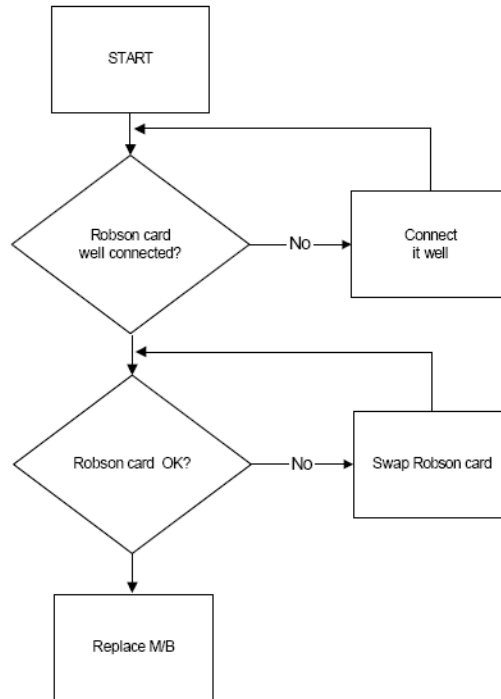 START
Robson card
well connected?
No
Connect
it well
Robson card  OK?
No
Swap Robson card
Replace M/B